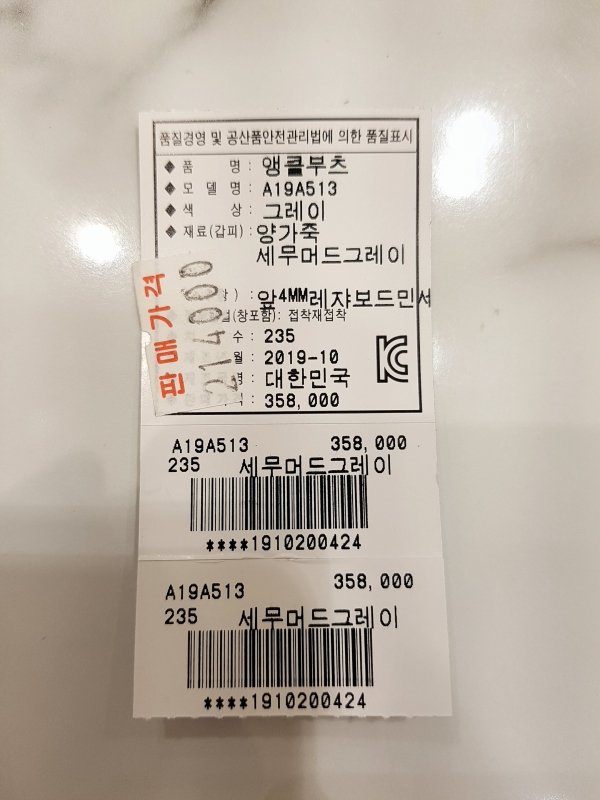 품질경영 및 공산품안전관리법에 의한 품질표시
◆ 품 명 : 앵클부츠
◆ 모 델 명 : A19A513
◆ 색 상 : 그레이
◆ 재료(갑피) : 양가죽
세무머드그레이
) : 앞4MM레쟈보드민세
(창포함): 접착재접착
수 : 235
월 : 2019-10
명 : 대한민국
: 358,000
판매가격
214000
A19A513 358,000
235 세무머드그레이
****1910200424
A19A513 358,000
235 세무머드그레이
****1910200424